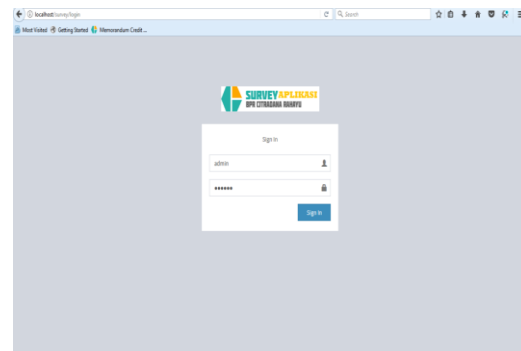 localhost/survey/login
Search
Most Visited Getting Started Memorandum Credit ...
SURVEY APLIKASI
BPR CITRADANA RAHAYU
Sign In
admin
Sign In